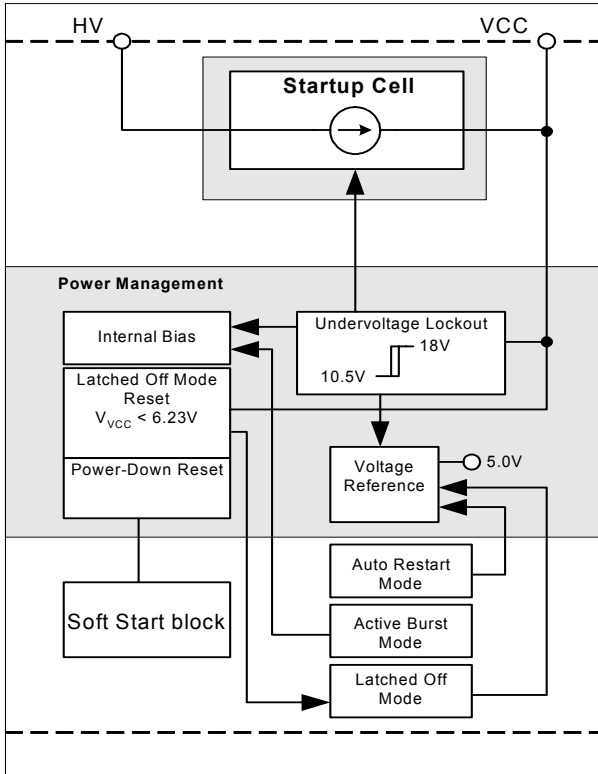 HV
VCC
Startup Cell
Power Management
Internal Bias
Undervoltage Lockout
18V
10.5V
Latched Off Mode
Reset
V_VCC < 6.23V
Power-Down Reset
Voltage
Reference
5.0V
Auto Restart
Mode
Soft Start block
Active Burst
Mode
Latched Off
Mode